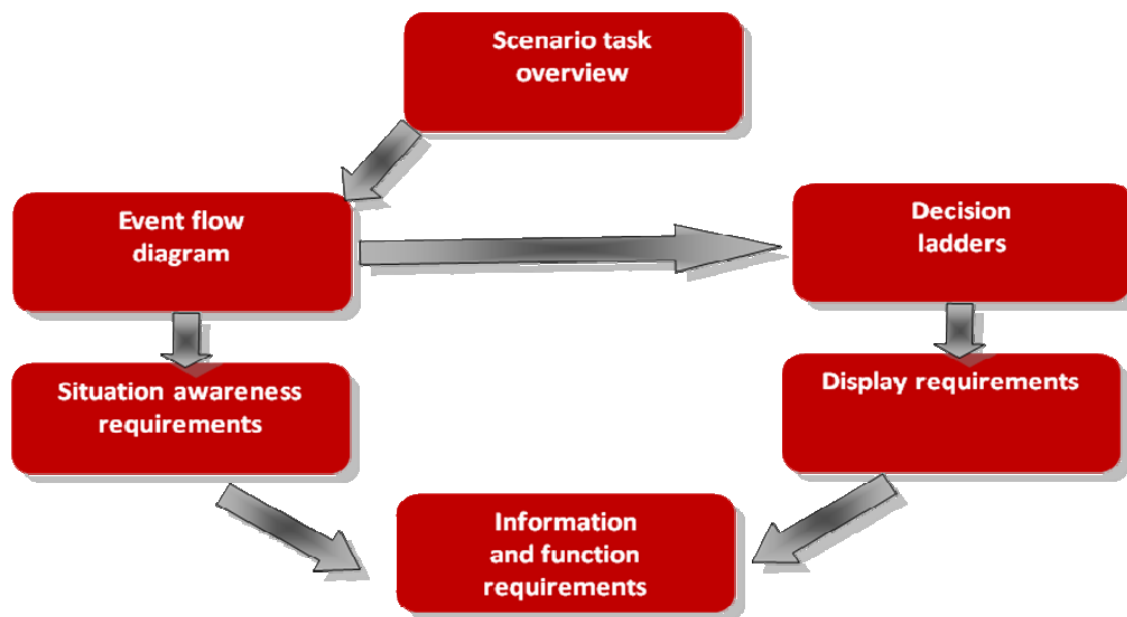 Scenario task
overview
Event flow
diagram
Decision
ladders
Situation awareness
requirements
Display requirements
Information
and function
requirements